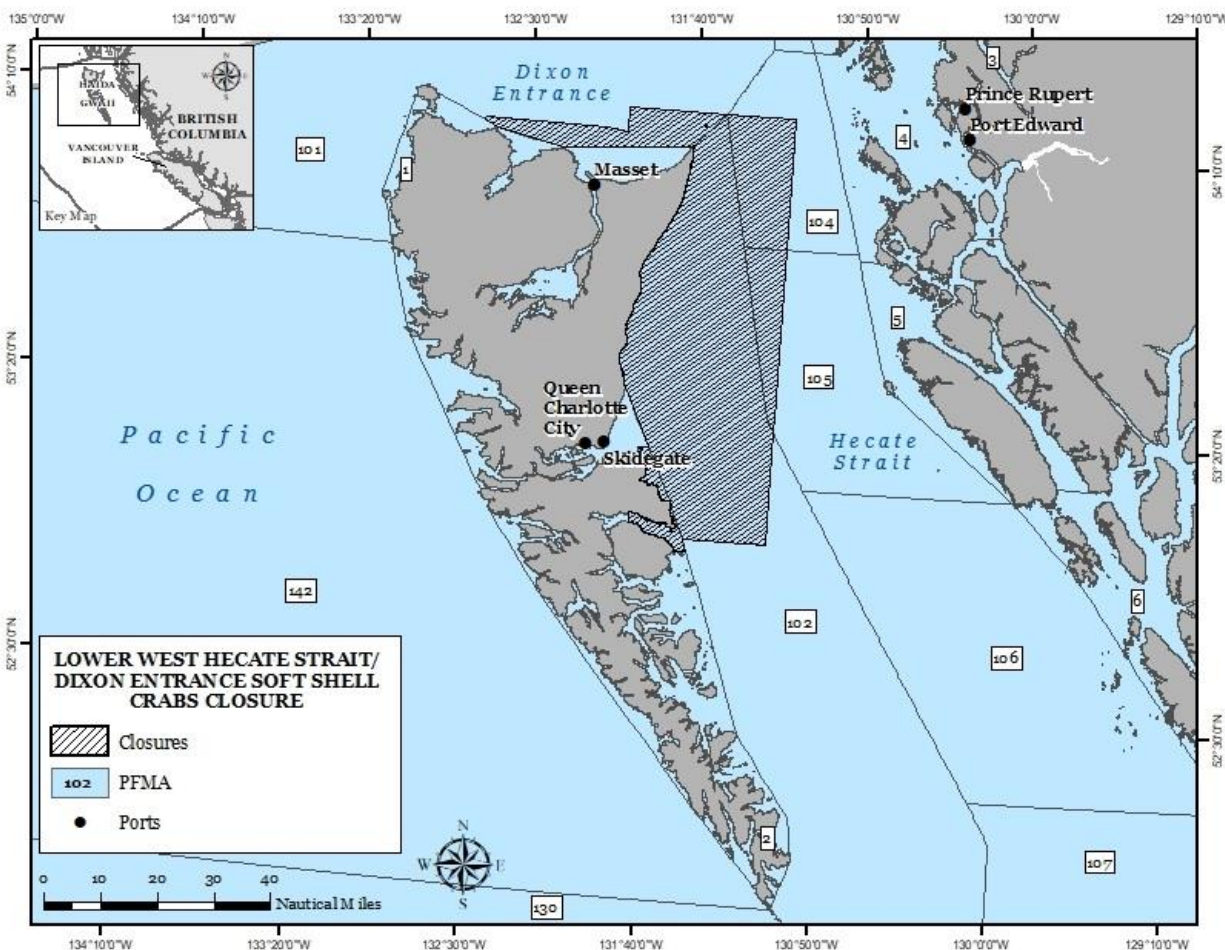 135°0'0"W
134°10'0"W
133°20'0"W
132°30'0"W
131°40'0"W
130°50'0"W
130°0'0"W
129°10'0"W
54°10'0"N
53°20'0"N
52°30'0"N
HAIDA
GWAII
BRITISH
COLUMBIA
VANCOUVER
ISLAND
Key Map
W
E
S
Dixon
Entrance
3
Prince Rupert
Port Edward
4
101
1
Masset
104
54°10'0"N
5
105
Queen
Charlotte
City
Skidegate
Hecate
Strait
53°20'0"N
Pacific
Ocean
142
102
6
106
52°30'0"N
LOWER WEST HECATE STRAIT/
DIXON ENTRANCE SOFT SHELL
CRABS CLOSURE
Closures
102 PFMA
Ports
2
107
N
W
E
S
0 10 20 30 40
Nautical Miles
130
134°10'0"W
133°20'0"W
132°30'0"W
131°40'0"W
130°50'0"W
130°0'0"W
129°10'0"W